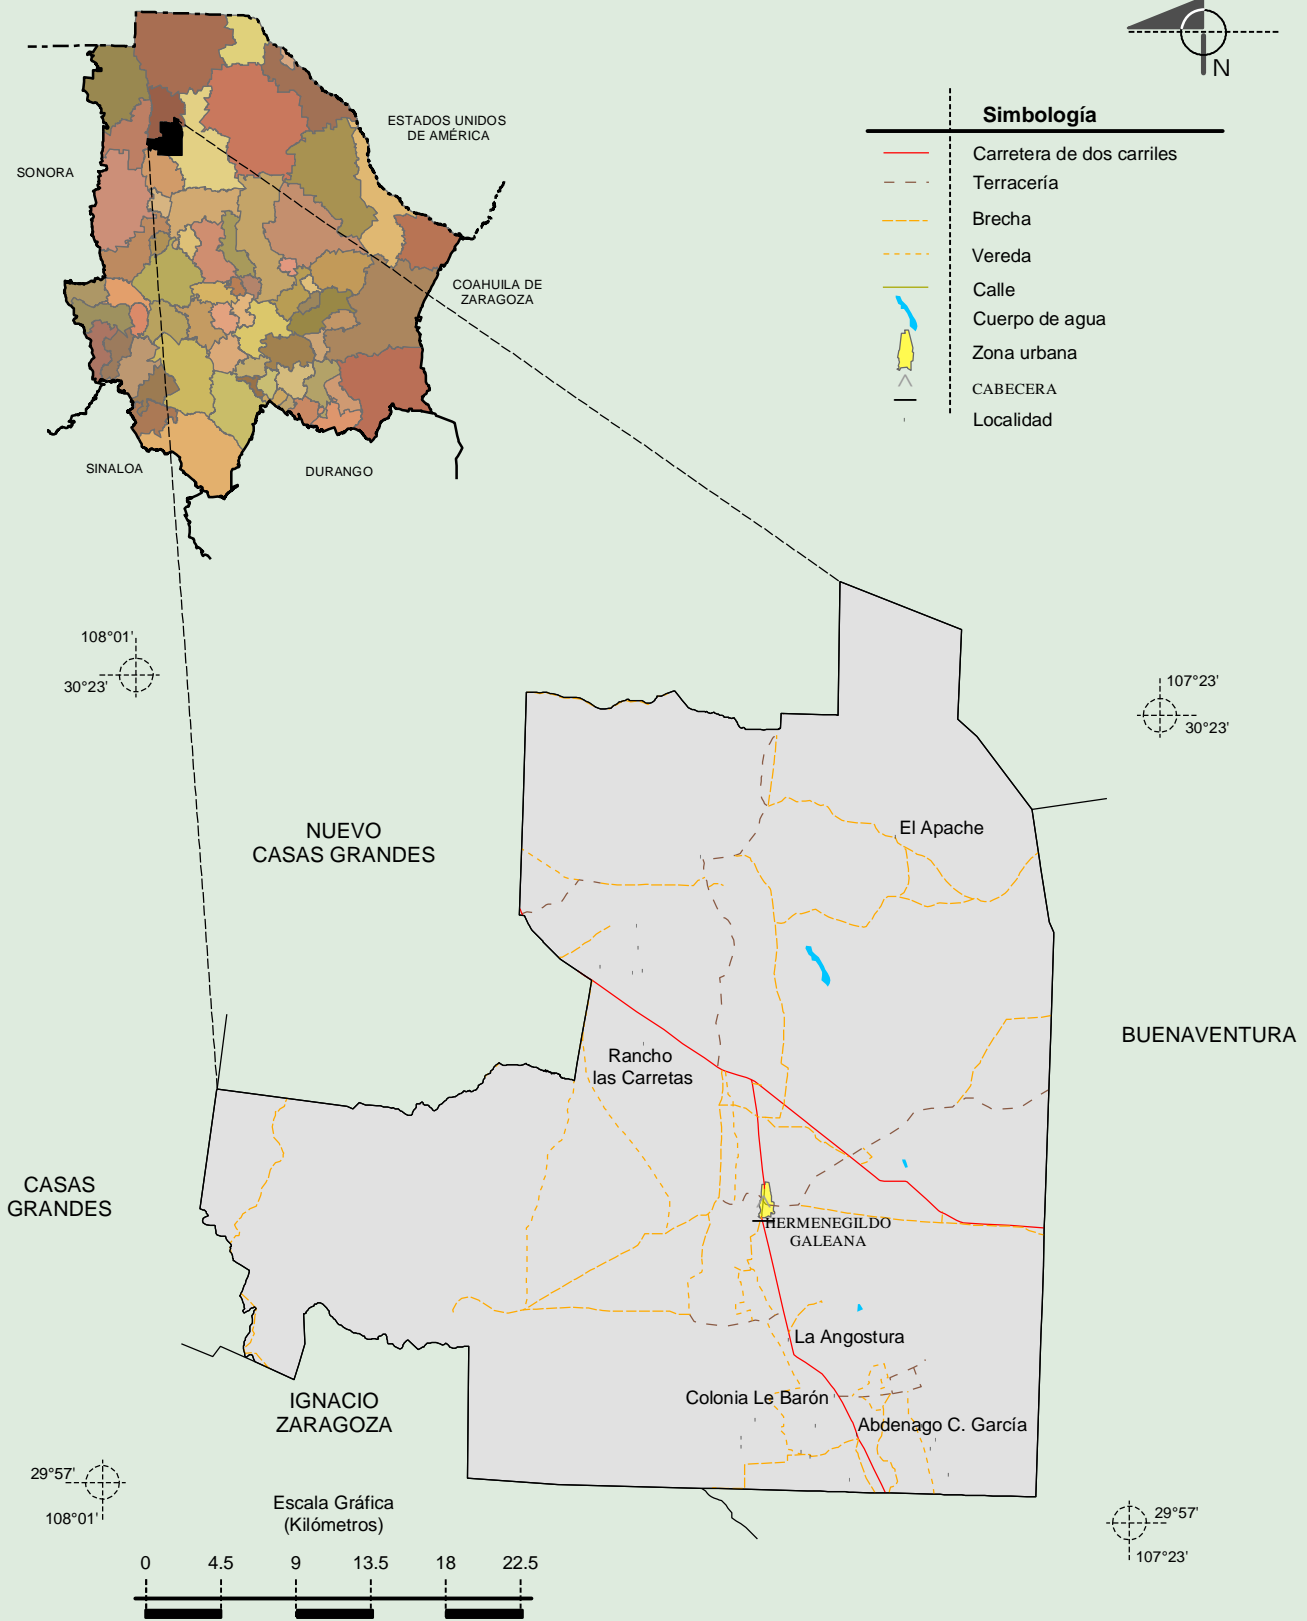 N
Simbología
Carretera de dos carriles
Terracería
Brecha
Vereda
Calle
Cuerpo de agua
Zona urbana
CABECERA
Localidad
ESTADOS UNIDOS
DE AMÉRICA
SONORA
COAHUILA DE
ZARAGOZA
SINALOA
DURANGO
108°01'
30°23'
107°23'
30°23'
NUEVO
CASAS GRANDES
El Apache
BUENAVENTURA
Rancho
las Carretas
CASAS
GRANDES
HERMENEGILDO
GALEANA
La Angostura
Colonia Le Barón
Abdenago C. García
IGNACIO
ZARAGOZA
29°57'
108°01'
29°57'
107°23'
Escala Gráfica
(Kilómetros)
0 4.5 9 13.5 18 22.5